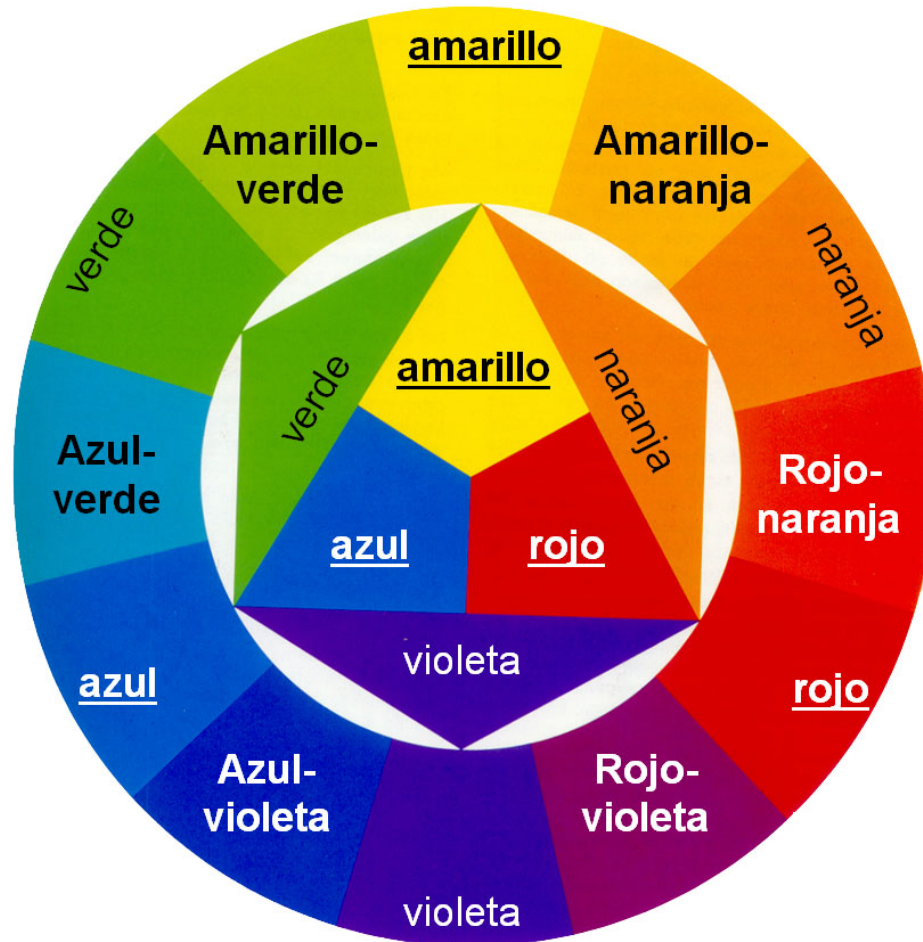 amarillo
Amarillo-
verde
Amarillo-
naranja
verde
naranja
amarillo
verde
naranja
Azul-
verde
Rojo-
naranja
azul
rojo
violeta
azul
rojo
Azul-
violeta
Rojo-
violeta
violeta